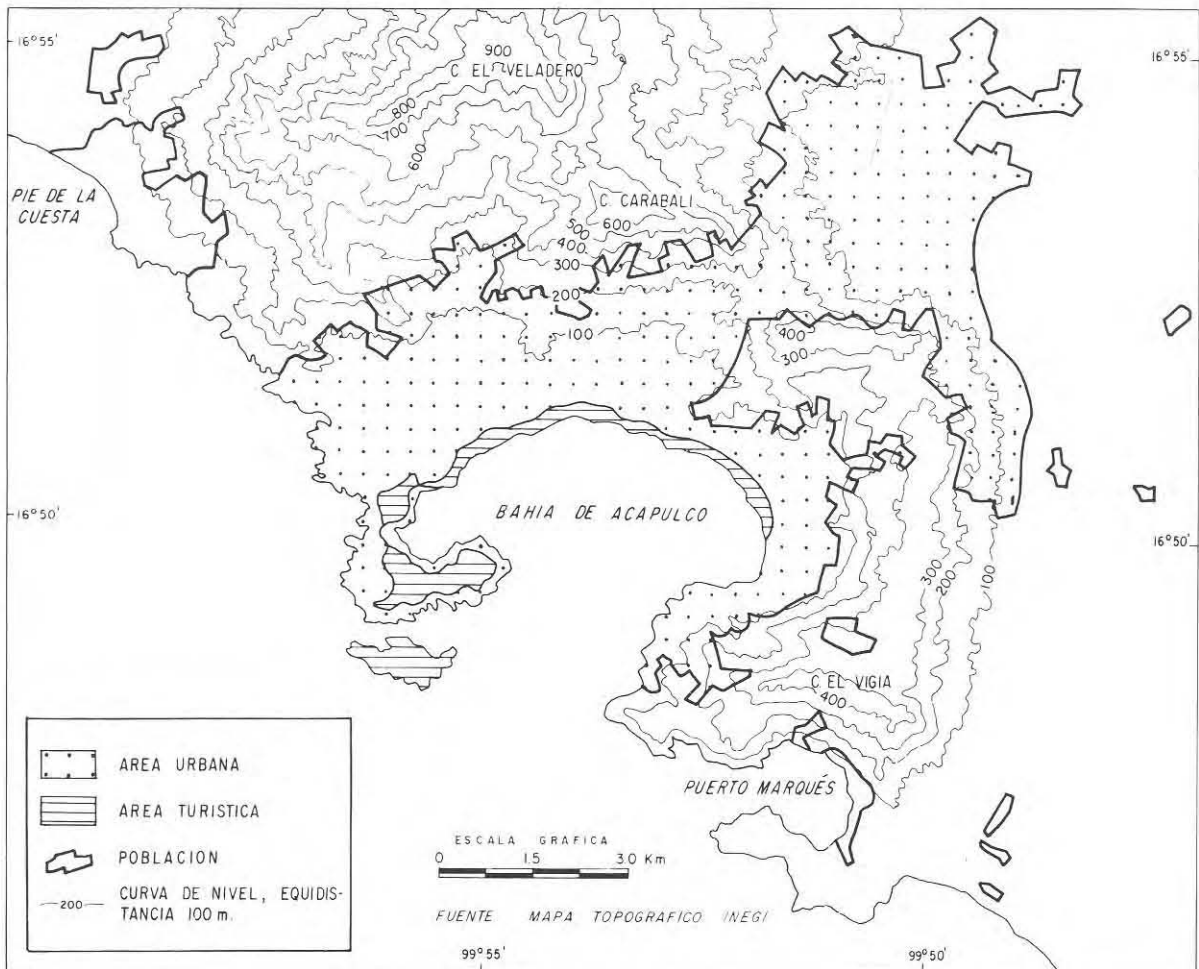 16°55'
16°55'
900
C. EL VELADERO
800
700
600
PIE DE LA
CUESTA
C. CARABALI
500
600
400
300
200
100
400
300
BAHIA DE ACAPULCO
16°50'
16°50'
300
200
100
C. EL VIGIA
400
PUERTO MARQUÉS
AREA URBANA
AREA TURISTICA
POBLACION
200
CURVA DE NIVEL, EQUIDIS-
TANCIA 100 m.
ESCALA GRAFICA
0 1.5 3.0 Km
FUENTE MAPA TOPOGRAFICO INEGI
99°55'
99°50'